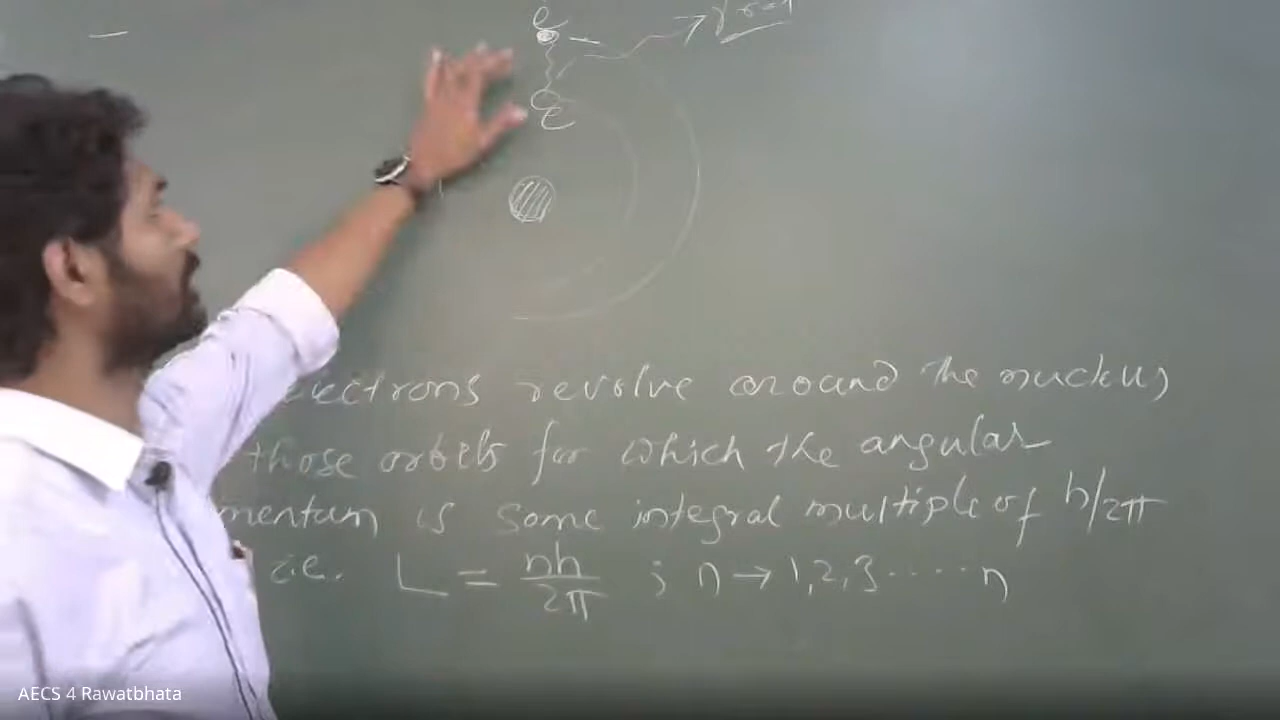 e
e
electrons revolve around the nucleus
those orbits for which the angular
mentum is some integral multiple of h/2π
i.e. L = nh/2π ; n → 1,2,3 ..... n
AECS 4 Rawatbhata